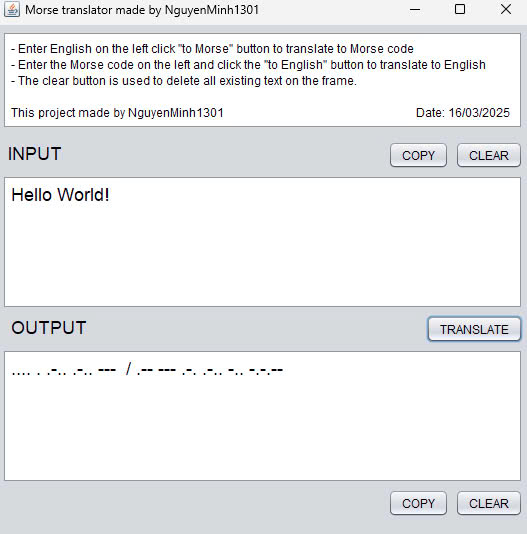 Morse translator made by NguyenMinh1301
- Enter English on the left click "to Morse" button to translate to Morse code
- Enter the Morse code on the left and click the "to English" button to translate to English
- The clear button is used to delete all existing text on the frame.
This project made by NguyenMinh1301 Date: 16/03/2025
INPUT COPY CLEAR
Hello World!
OUTPUT TRANSLATE
.... . .-.. .-.. --- / .-- --- .-. .-.. -.. -.-.--
COPY CLEAR